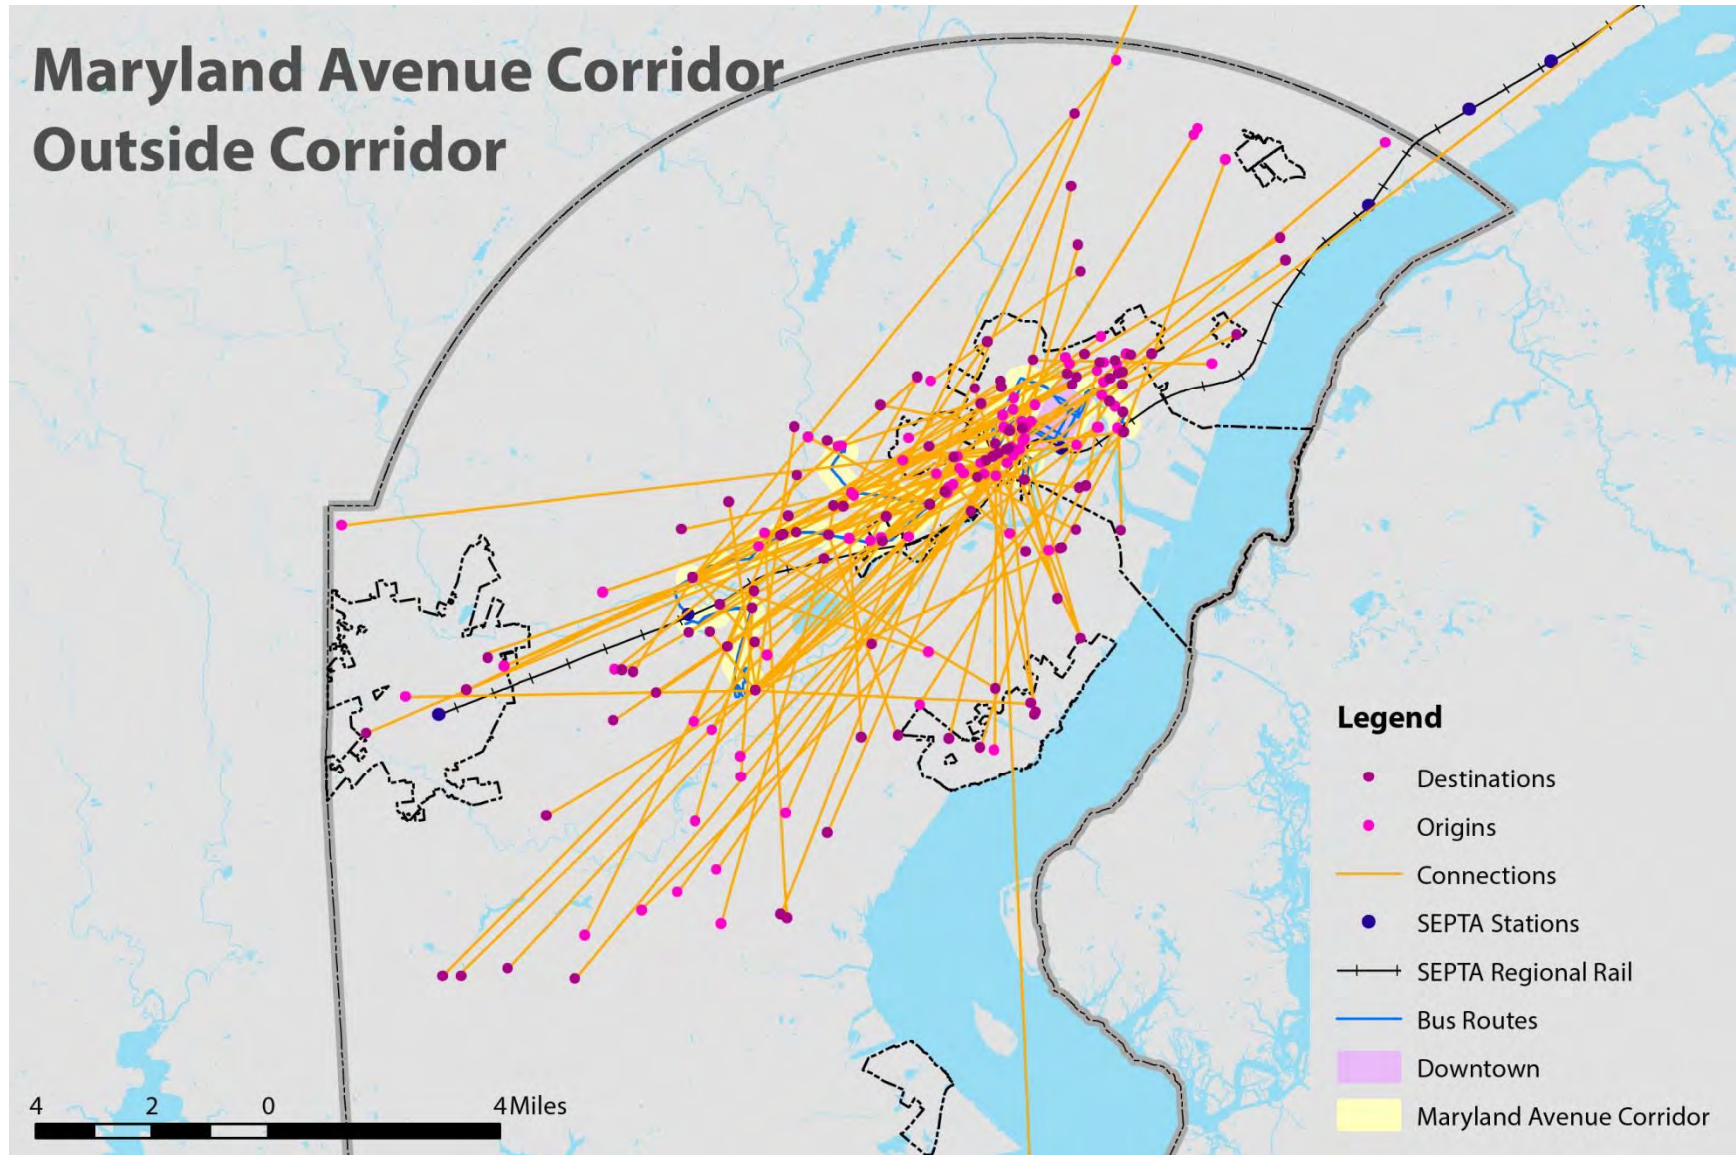 Maryland Avenue Corridor
Outside Corridor
Legend
Destinations
Origins
Connections
SEPTA Stations
SEPTA Regional Rail
Bus Routes
Downtown
Maryland Avenue Corridor
4 2 0 4 Miles